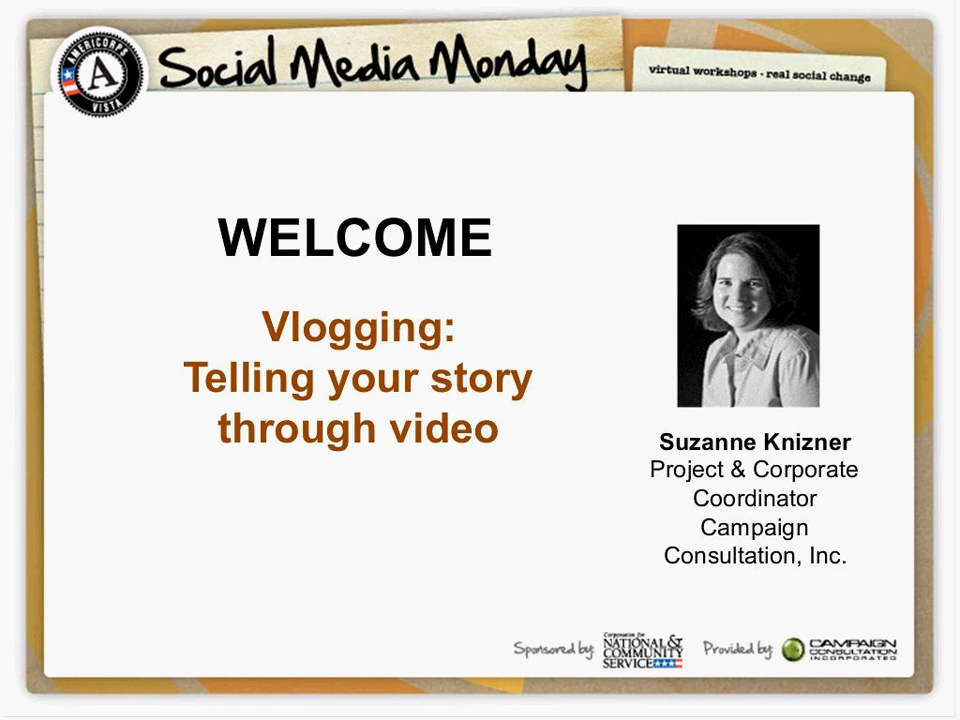 AMERICORPS
A
VISTA
Social Media Monday
virtual workshops · real social change
WELCOME
Vlogging:
Telling your story
through video
Suzanne Knizner
Project & Corporate
Coordinator
Campaign
Consultation, Inc.
Sponsored by:
Corporation for
NATIONAL &
COMMUNITY
SERVICE
Provided by:
CAMPAIGN
CONSULTATION
INCORPORATED